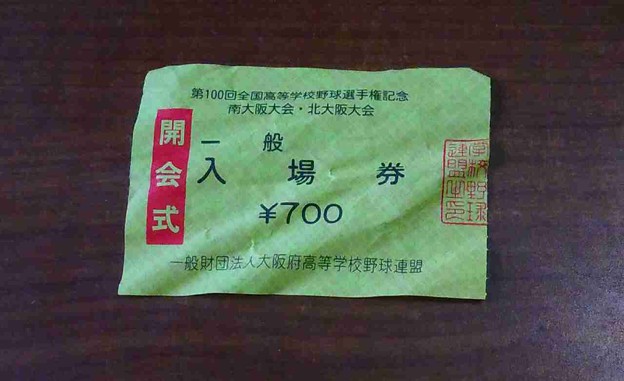 第100回全国高等学校野球選手権記念
南大阪大会・北大阪大会
開会式
一般
入場券
¥700
一般財団法人大阪府高等学校野球連盟